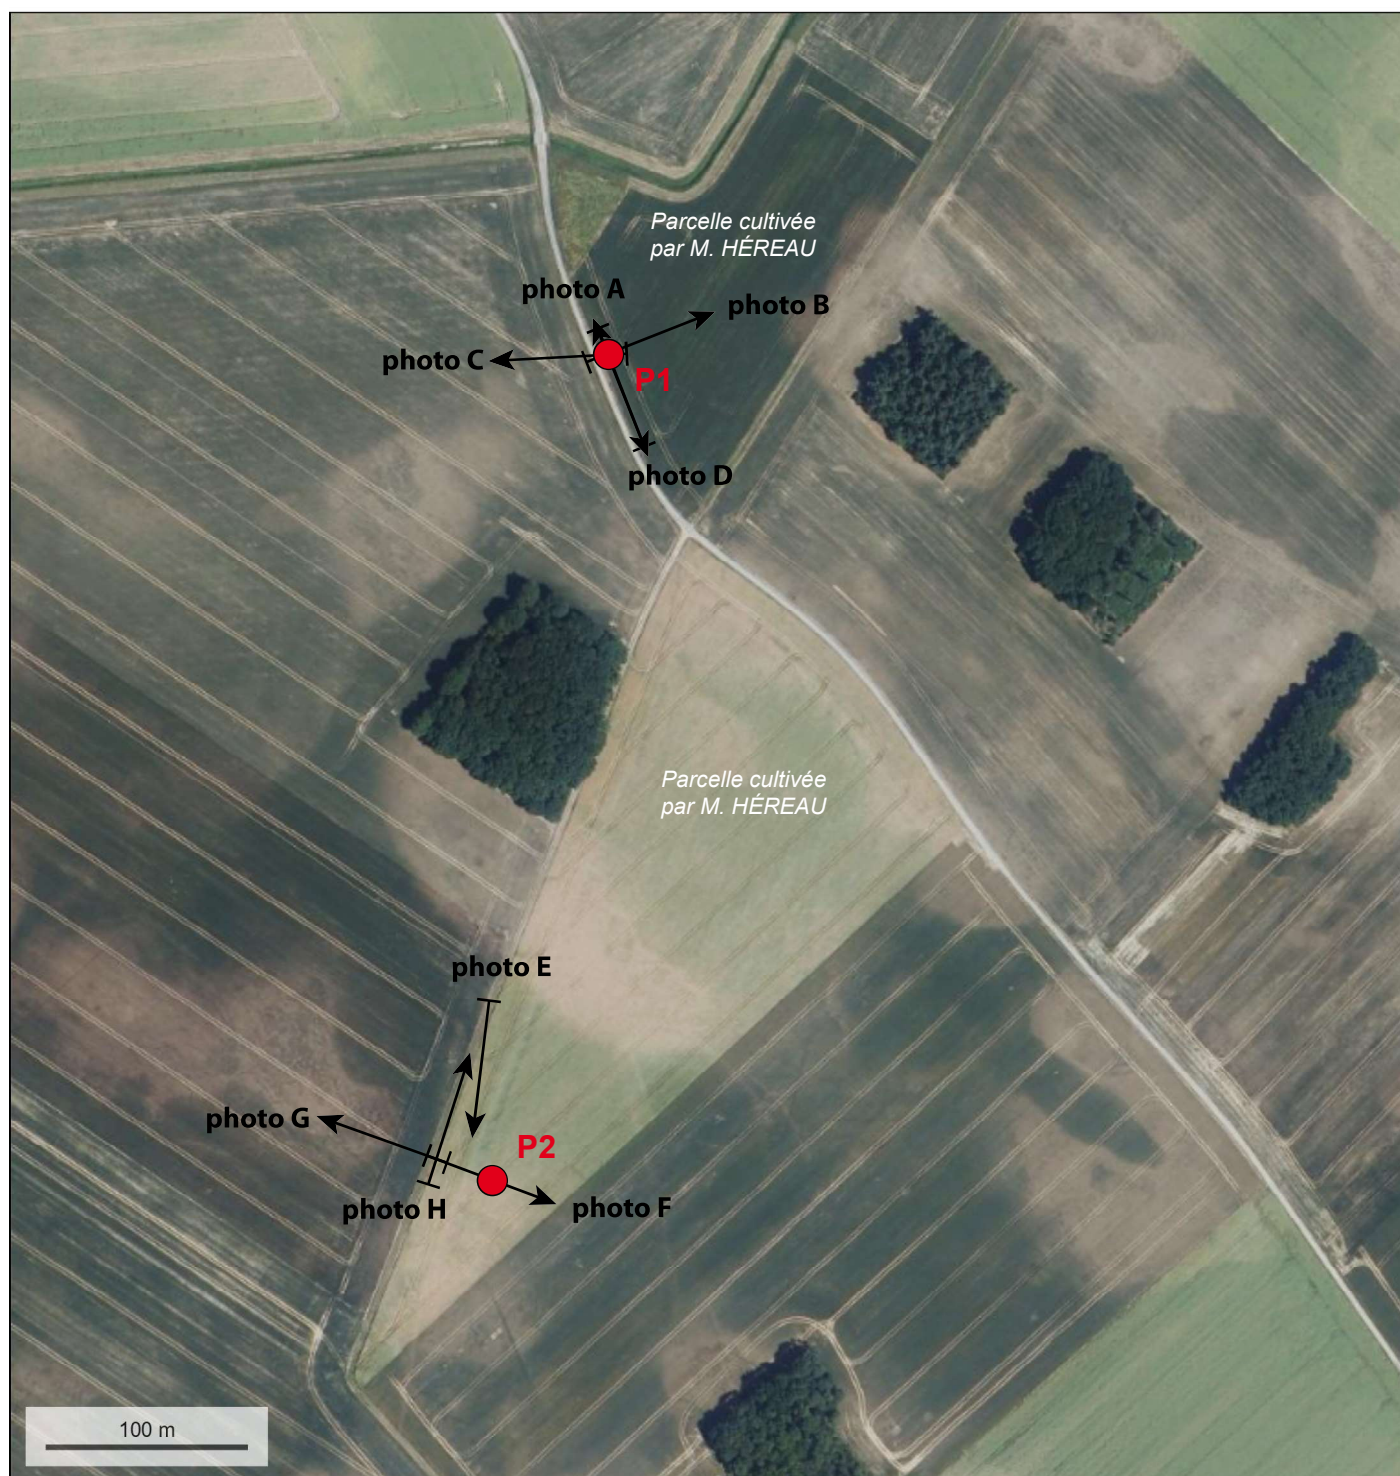 Parcelle cultivée
par M. HÉREAU
photo A
photo B
photo C
P1
photo D
Parcelle cultivée
par M. HÉREAU
photo E
photo G
P2
photo H
photo F
100 m